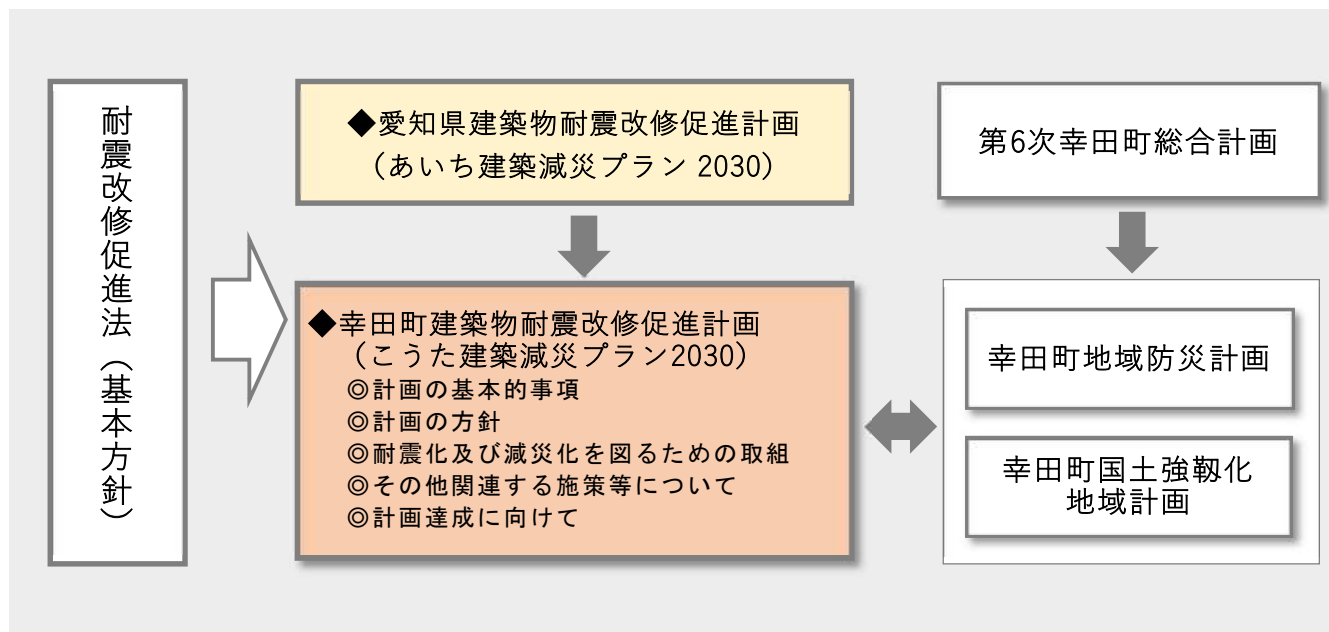 耐震改修促進法（基本方針）
◆愛知県建築物耐震改修促進計画
（あいち建築減災プラン 2030）
◆幸田町建築物耐震改修促進計画
（こうた建築減災プラン2030）
◎計画の基本的事項
◎計画の方針
◎耐震化及び減災化を図るための取組
◎その他関連する施策等について
◎計画達成に向けて
第6次幸田町総合計画
幸田町地域防災計画
幸田町国土強靱化
地域計画